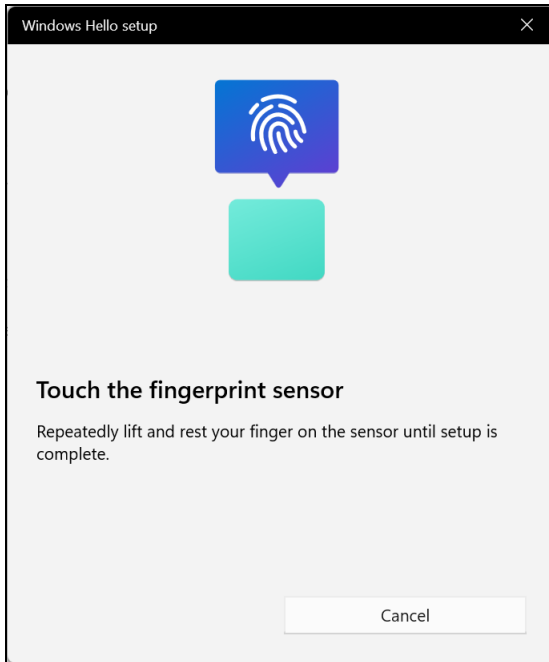 Windows Hello setup
Touch the fingerprint sensor
Repeatedly lift and rest your finger on the sensor until setup is
complete.
Cancel